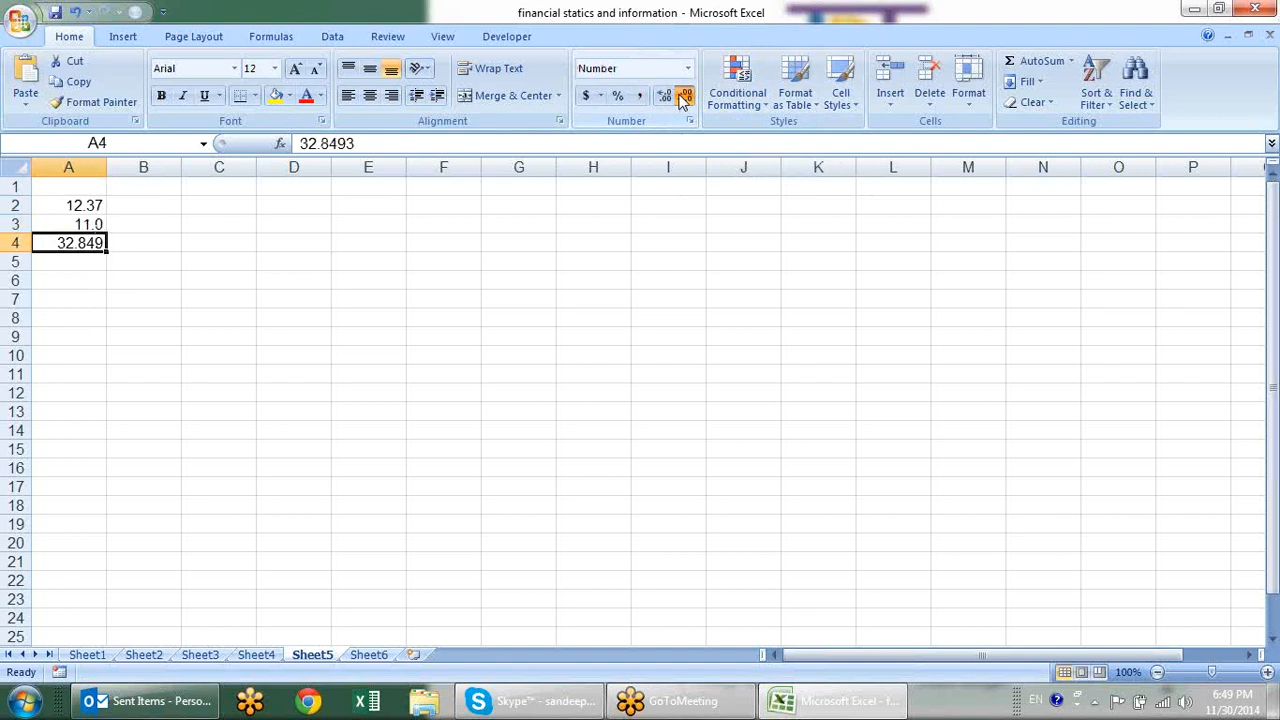 financial statics and information - Microsoft Excel
Home Insert Page Layout Formulas Data Review View Developer
Paste
Cut
Copy
Format Painter
Clipboard
Arial 12
B I U
Font
Wrap Text
Merge & Center
Alignment
Number
$ % ,
Number
Conditional Formatting
Format as Table
Cell Styles
Styles
Insert Delete Format
Cells
AutoSum
Fill
Clear
Sort & Filter
Find & Select
Editing
A4 fx 32.8493
A B C D E F G H I J K L M N O P
1
2 12.37
3 11.0
4 32.849
5
6
7
8
9
10
11
12
13
14
15
16
17
18
19
20
21
22
23
24
25
Sheet1 Sheet2 Sheet3 Sheet4 Sheet5 Sheet6
Ready 100%
Sent Items - Perso... Skype™ - sandeep... GoToMeeting Microsoft Excel - f... EN 6:49 PM
11/30/2014